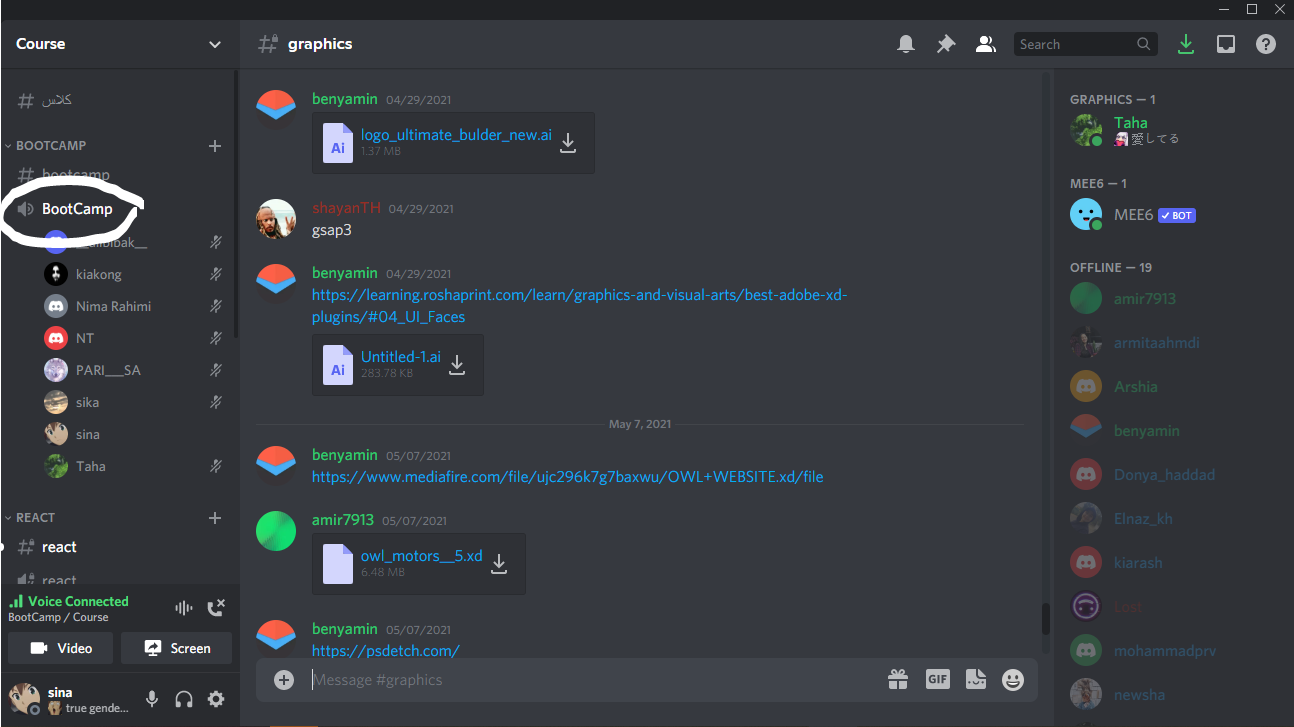 Course
graphics
Search
كلاس
BOOTCAMP
bootcamp
BootCamp
__alibibak__
kiakong
Nima Rahimi
NT
PARI___SA
sika
sina
Taha
REACT
react
react
Voice Connected
BootCamp / Course
Video
Screen
sina
true gende...
benyamin 04/29/2021
Ai
logo_ultimate_bulder_new.ai
1.37 MB
shayanTH 04/29/2021
gsap3
benyamin 04/29/2021
https://learning.roshaprint.com/learn/graphics-and-visual-arts/best-adobe-xd-
plugins/#04_UI_Faces
Ai
Untitled-1.ai
283.78 KB
May 7, 2021
benyamin 05/07/2021
https://www.mediafire.com/file/ujc296k7g7baxwu/OWL+WEBSITE.xd/file
amir7913 05/07/2021
owl_motors__5.xd
6.48 MB
benyamin 05/07/2021
https://psdetch.com/
Message #graphics
GIF
GRAPHICS — 1
Taha
愛してる
MEE6 — 1
MEE6 BOT
OFFLINE — 19
amir7913
armitaahmdi
Arshia
benyamin
Donya_haddad
Elnaz_kh
kiarash
Lost
mohammadprv
newsha